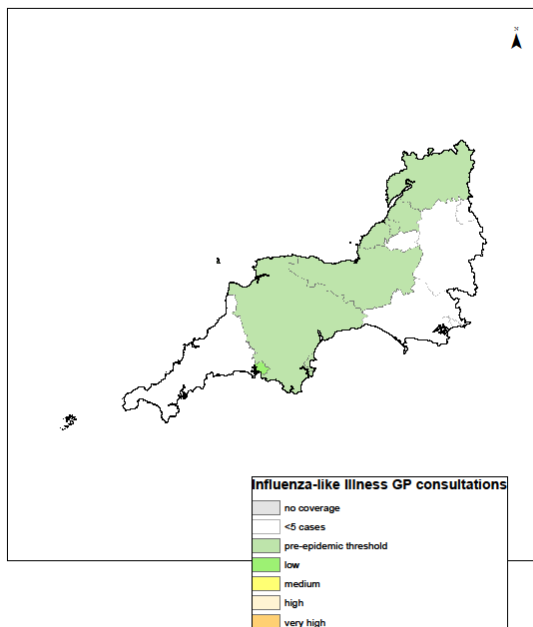 N
Influenza-like Illness GP consultations
no coverage
<5 cases
pre-epidemic threshold
low
medium
high
very high